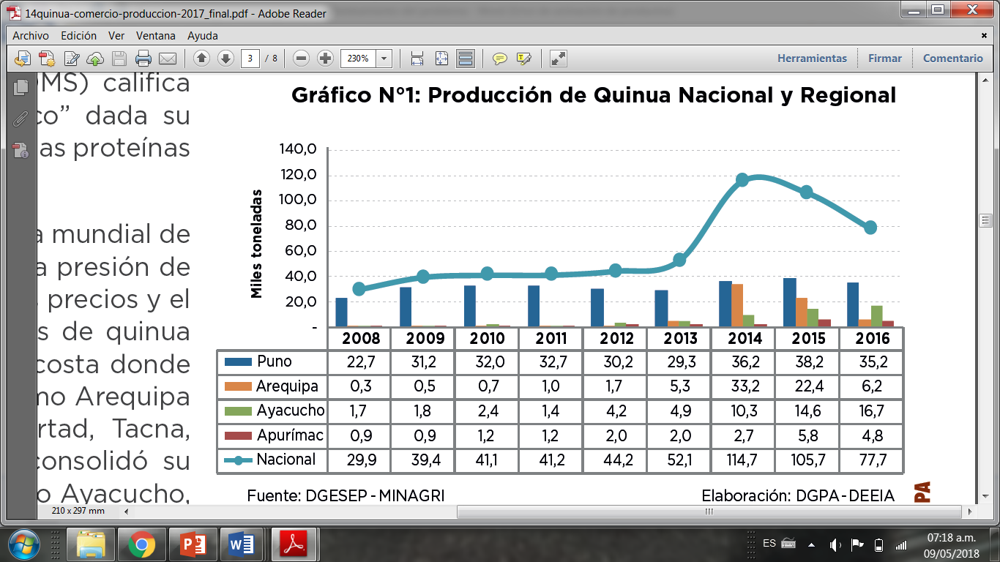 14quinua-comercio-produccion-2017_final.pdf - Adobe Reader
Archivo Edición Ver Ventana Ayuda
3 / 8 230% Herramientas Firmar Comentario
OMS) califica
co” dada su
as proteínas
a mundial de
a presión de
precios y el
s de quinua
costa donde
mo Arequipa
rtad, Tacna,
consolidó su
o Ayacucho,
Gráfico N°1: Producción de Quinua Nacional y Regional
Miles toneladas
140,0
120,0
100,0
80,0
60,0
40,0
20,0
-
2008 2009 2010 2011 2012 2013 2014 2015 2016
Puno 22,7 31,2 32,0 32,7 30,2 29,3 36,2 38,2 35,2
Arequipa 0,3 0,5 0,7 1,0 1,7 5,3 33,2 22,4 6,2
Ayacucho 1,7 1,8 2,4 1,4 4,2 4,9 10,3 14,6 16,7
Apurímac 0,9 0,9 1,2 1,2 2,0 2,0 2,7 5,8 4,8
Nacional 29,9 39,4 41,1 41,2 44,2 52,1 114,7 105,7 77,7
Fuente: DGESEP - MINAGRI Elaboración: DGPA - DEEIA
PA
210 x 297 mm
ES
07:18 a.m.
09/05/2018